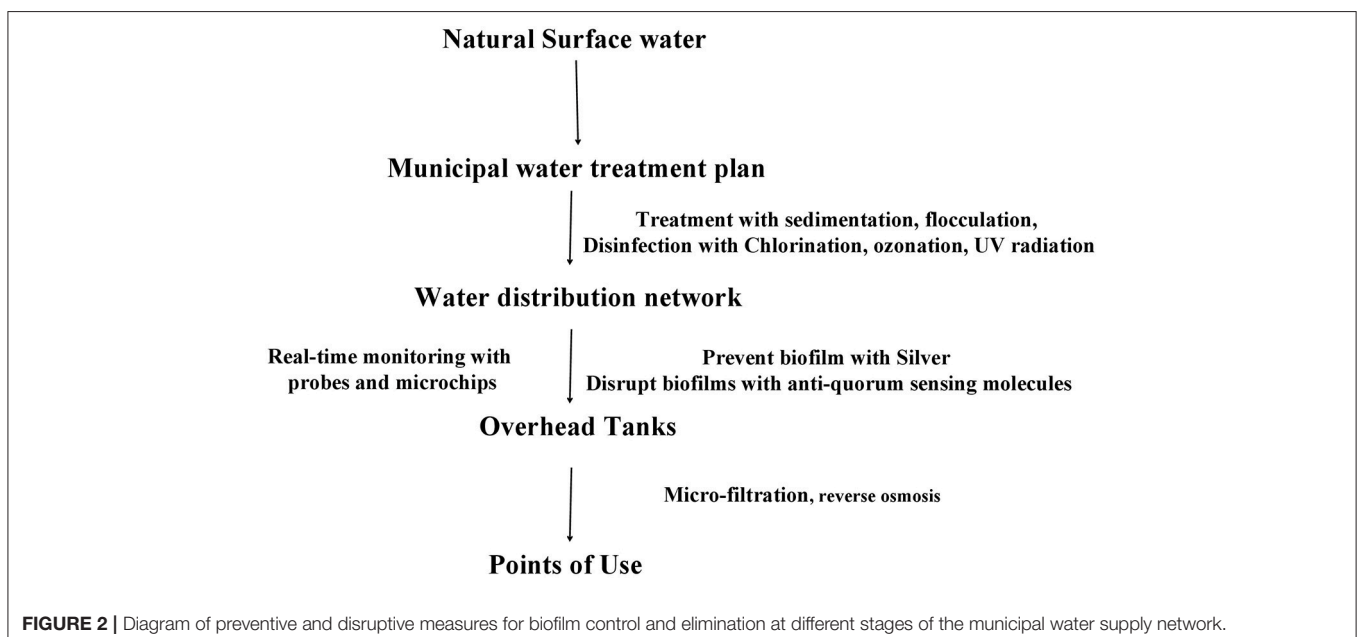 Natural Surface water
Municipal water treatment plan
Treatment with sedimentation, flocculation,
Disinfection with Chlorination, ozonation, UV radiation
Water distribution network
Real-time monitoring with
probes and microchips
Prevent biofilm with Silver
Disrupt biofilms with anti-quorum sensing molecules
Overhead Tanks
Micro-filtration, reverse osmosis
Points of Use
FIGURE 2 | Diagram of preventive and disruptive measures for biofilm control and elimination at different stages of the municipal water supply network.